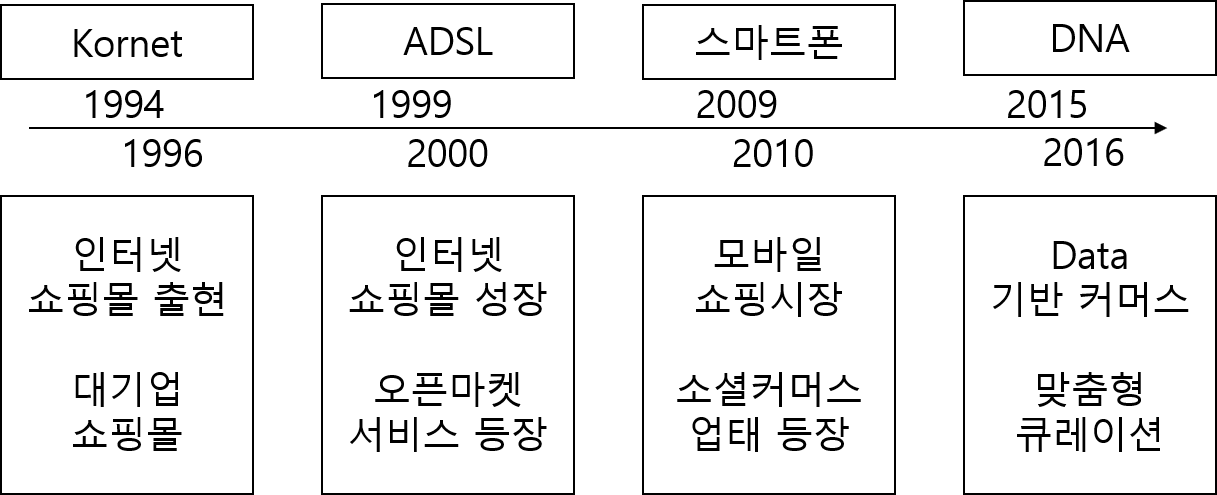 Kornet
ADSL
스마트폰
DNA
1994
1999
2009
2015
1996
2000
2010
2016
인터넷
쇼핑몰 출현
대기업
쇼핑몰
인터넷
쇼핑몰 성장
오픈마켓
서비스 등장
모바일
쇼핑시장
소셜커머스
업태 등장
Data
기반 커머스
맞춤형
큐레이션